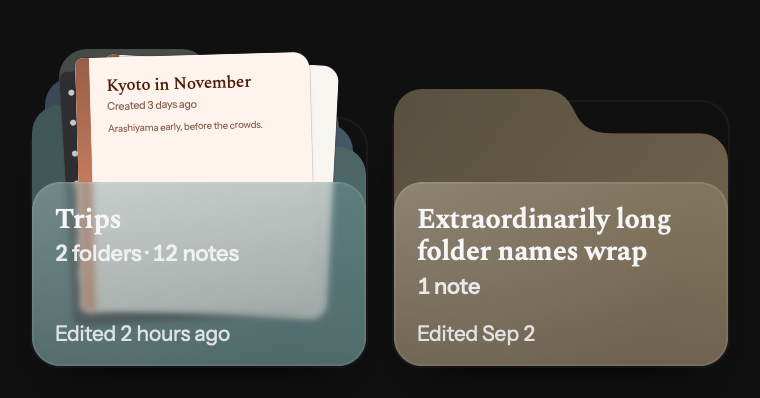 Kyoto in November
Created 3 days ago
Arashiyama early, before the crowds.
Trips
2 folders · 12 notes
Edited 2 hours ago
Extraordinarily long
folder names wrap
1 note
Edited Sep 2